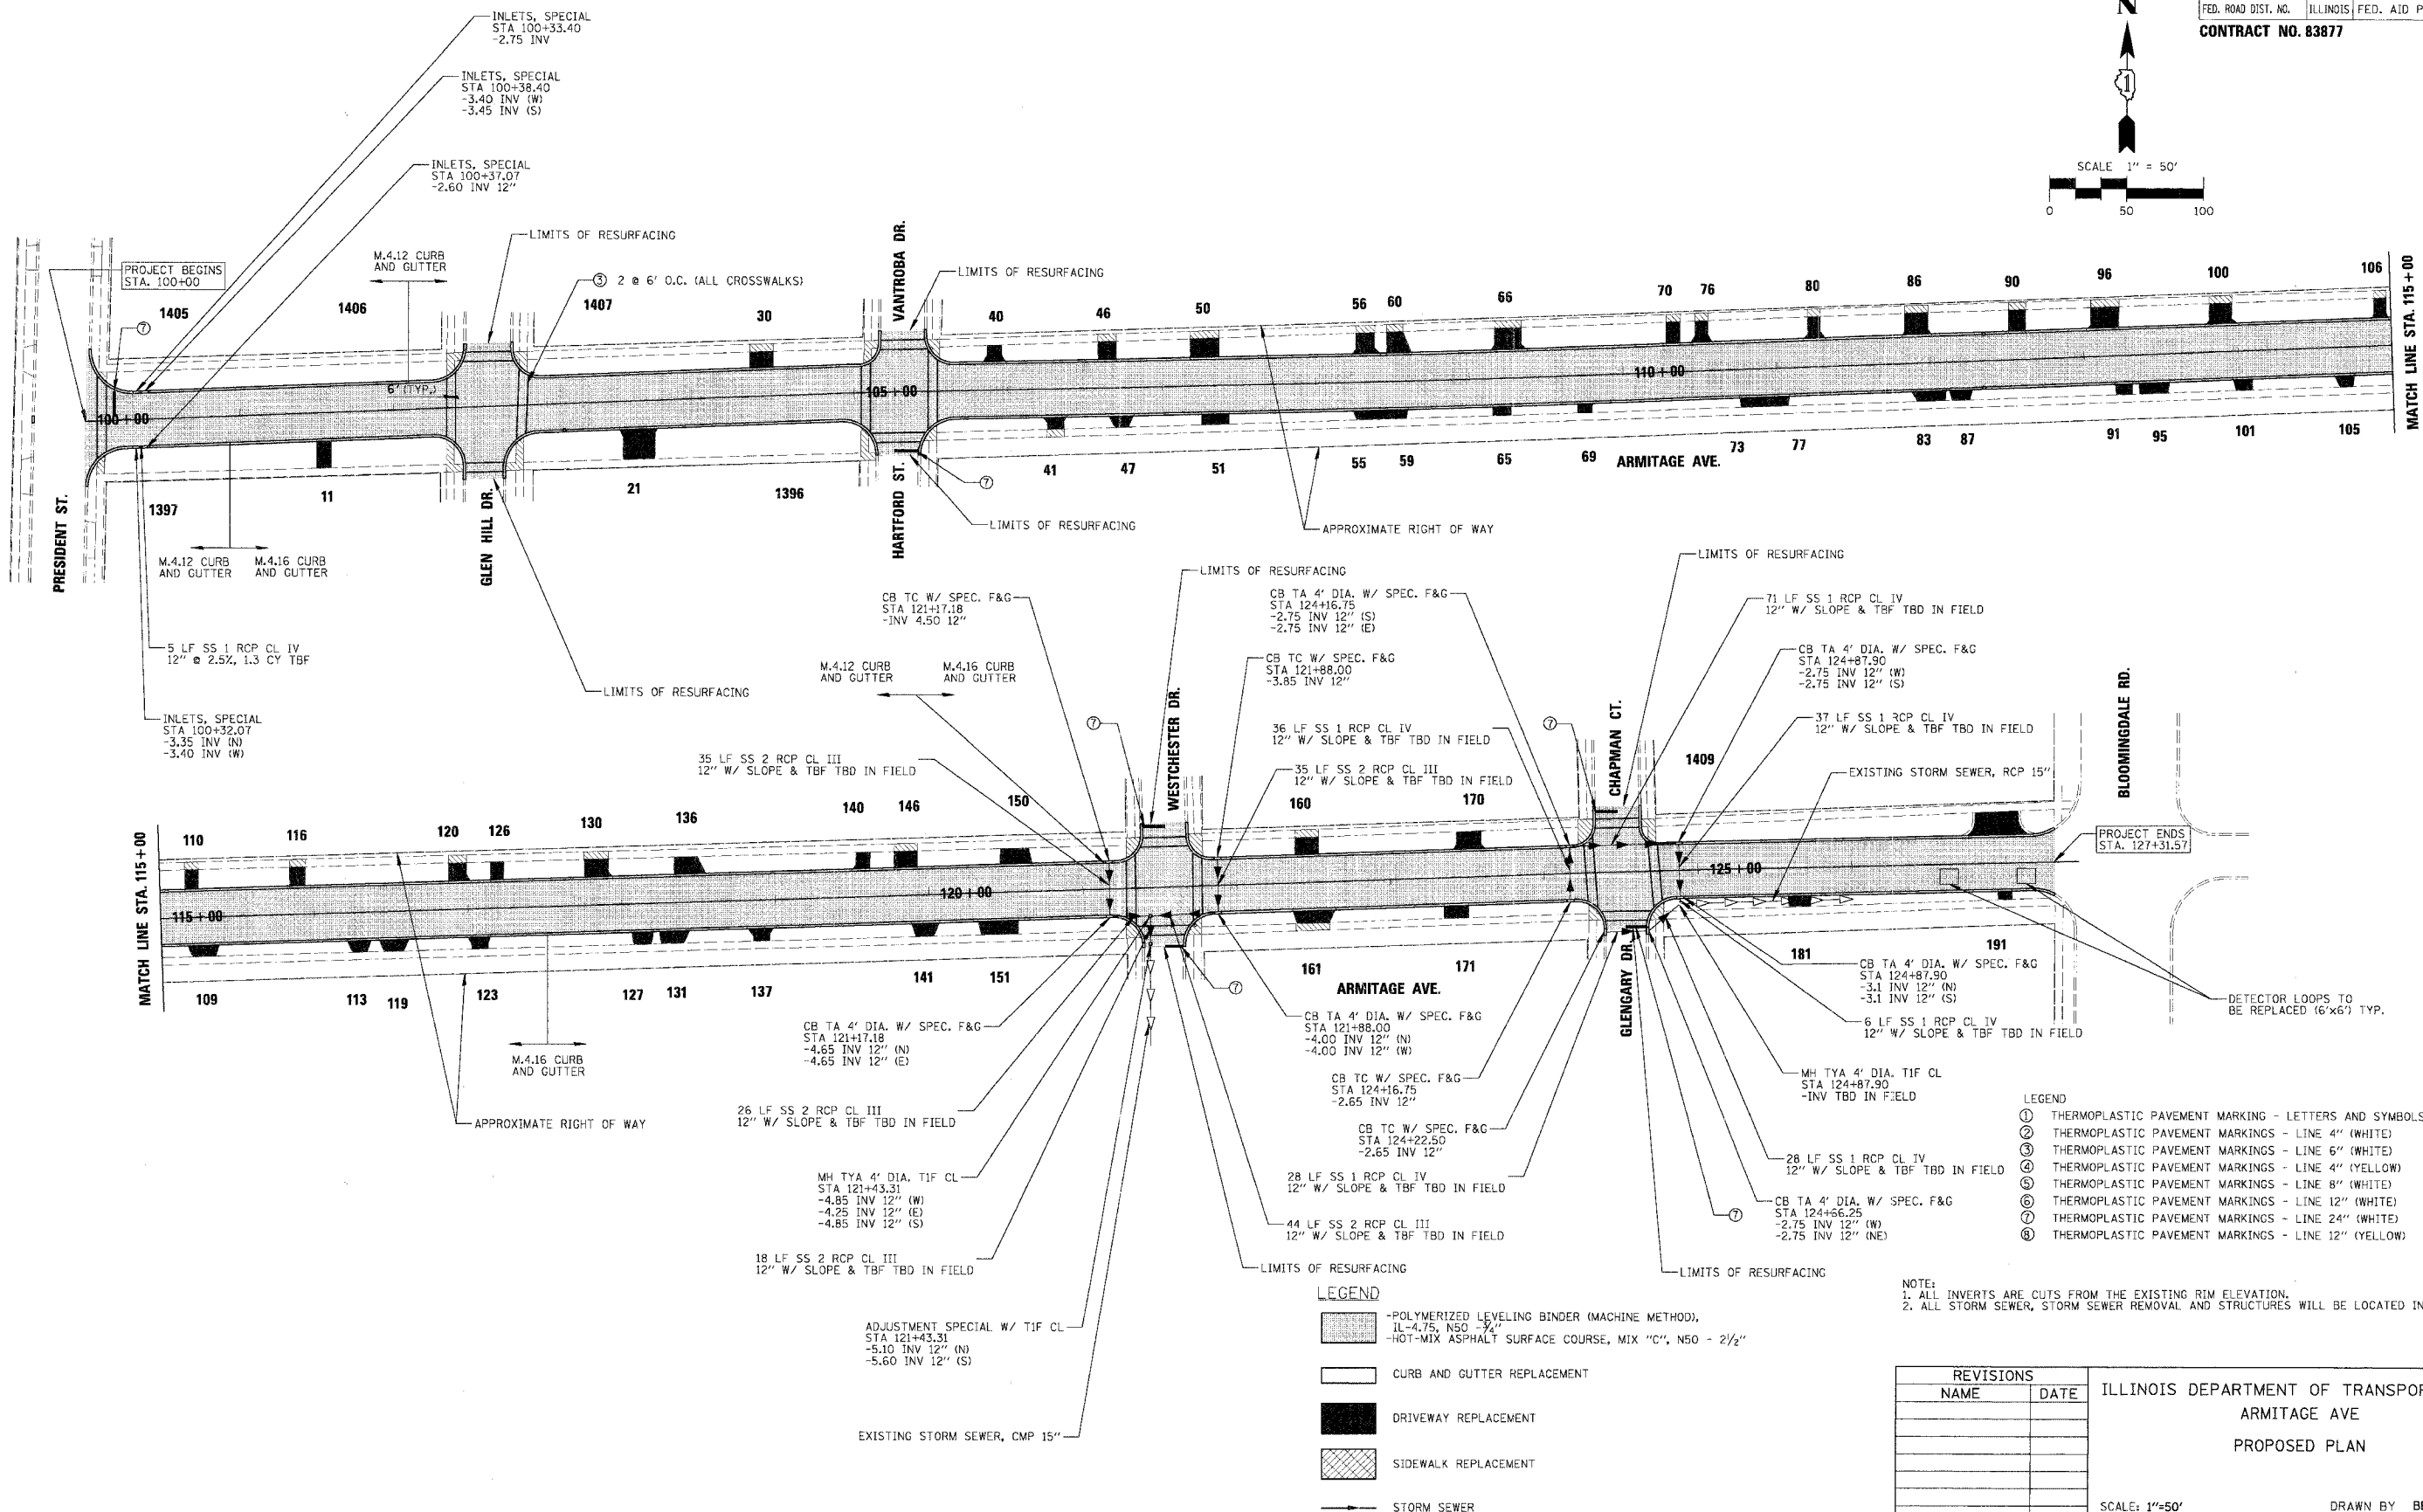 N
FED. ROAD DIST. NO. ILLINOIS FED. AID P
CONTRACT NO. 83877
SCALE 1" = 50'
0 50 100
INLETS, SPECIAL
STA 100+33.40
-2.75 INV
INLETS, SPECIAL
STA 100+38.40
-3.40 INV (W)
-3.45 INV (S)
INLETS, SPECIAL
STA 100+37.07
-2.60 INV 12"
LIMITS OF RESURFACING
M.4.12 CURB
AND GUTTER
PROJECT BEGINS
STA. 100+00
③ 2 @ 6' O.C. (ALL CROSSWALKS)
VANTROBA DR.
LIMITS OF RESURFACING
1405
1406
1407
30
40
46
50
56
60
66
70
76
80
86
90
96
100
106
MATCH LINE STA. 115+00
⑦
6' (TYP.)
100+00
105+00
110+00
PRESIDENT ST.
1397
11
GLEN HILL DR.
21
1396
HARTFORD ST.
⑦
41
47
51
55
59
65
69
ARMITAGE AVE.
73
77
83
87
91
95
101
105
LIMITS OF RESURFACING
APPROXIMATE RIGHT OF WAY
M.4.12 CURB
AND GUTTER
M.4.16 CURB
AND GUTTER
5 LF SS 1 RCP CL IV
12" @ 2.5%, 1.3 CY TBF
LIMITS OF RESURFACING
INLETS, SPECIAL
STA 100+32.07
-3.35 INV (N)
-3.40 INV (W)
LIMITS OF RESURFACING
CB TC W/ SPEC. F&G
STA 121+17.18
-INV 4.50 12"
CB TA 4' DIA. W/ SPEC. F&G
STA 124+16.75
-2.75 INV 12" (S)
-2.75 INV 12" (E)
LIMITS OF RESURFACING
71 LF SS 1 RCP CL IV
12" W/ SLOPE & TBF TBD IN FIELD
M.4.12 CURB
AND GUTTER
M.4.16 CURB
AND GUTTER
CB TC W/ SPEC. F&G
STA 121+88.00
-3.85 INV 12"
CB TA 4' DIA. W/ SPEC. F&G
STA 124+87.90
-2.75 INV 12" (W)
-2.75 INV 12" (S)
35 LF SS 2 RCP CL III
12" W/ SLOPE & TBF TBD IN FIELD
⑦
WESTCHESTER DR.
36 LF SS 1 RCP CL IV
12" W/ SLOPE & TBF TBD IN FIELD
35 LF SS 2 RCP CL III
12" W/ SLOPE & TBF TBD IN FIELD
⑦
CHAPMAN CT.
37 LF SS 1 RCP CL IV
12" W/ SLOPE & TBF TBD IN FIELD
1409
EXISTING STORM SEWER, RCP 15"
BLOOMINGDALE RD.
PROJECT ENDS
STA. 127+31.57
MATCH LINE STA. 115+00
110
116
120
126
130
136
140
146
150
160
170
115+00
120+00
125+00
109
113
119
123
127
131
137
141
151
161
171
181
191
⑦
ARMITAGE AVE.
GLENGARY DR.
M.4.16 CURB
AND GUTTER
APPROXIMATE RIGHT OF WAY
CB TA 4' DIA. W/ SPEC. F&G
STA 121+17.18
-4.65 INV 12" (N)
-4.65 INV 12" (E)
26 LF SS 2 RCP CL III
12" W/ SLOPE & TBF TBD IN FIELD
MH TYA 4' DIA, T1F CL
STA 121+43.31
-4.85 INV 12" (W)
-4.25 INV 12" (E)
-4.85 INV 12" (S)
18 LF SS 2 RCP CL III
12" W/ SLOPE & TBF TBD IN FIELD
ADJUSTMENT SPECIAL W/ T1F CL
STA 121+43.31
-5.10 INV 12" (N)
-5.60 INV 12" (S)
EXISTING STORM SEWER, CMP 15"
CB TA 4' DIA. W/ SPEC. F&G
STA 121+88.00
-4.00 INV 12" (N)
-4.00 INV 12" (W)
CB TC W/ SPEC. F&G
STA 124+16.75
-2.65 INV 12"
CB TC W/ SPEC. F&G
STA 124+22.50
-2.65 INV 12"
28 LF SS 1 RCP CL IV
12" W/ SLOPE & TBF TBD IN FIELD
44 LF SS 2 RCP CL III
12" W/ SLOPE & TBF TBD IN FIELD
LIMITS OF RESURFACING
CB TA 4' DIA. W/ SPEC. F&G
STA 124+87.90
-3.1 INV 12" (N)
-3.1 INV 12" (S)
6 LF SS 1 RCP CL IV
12" W/ SLOPE & TBF TBD IN FIELD
DETECTOR LOOPS TO
BE REPLACED (6'x6') TYP.
MH TYA 4' DIA. T1F CL
STA 124+87.90
-INV TBD IN FIELD
28 LF SS 1 RCP CL IV
12" W/ SLOPE & TBF TBD IN FIELD
⑦
CB TA 4' DIA. W/ SPEC. F&G
STA 124+66.25
-2.75 INV 12" (W)
-2.75 INV 12" (NE)
LIMITS OF RESURFACING
LEGEND
① THERMOPLASTIC PAVEMENT MARKING - LETTERS AND SYMBOLS
② THERMOPLASTIC PAVEMENT MARKINGS - LINE 4" (WHITE)
③ THERMOPLASTIC PAVEMENT MARKINGS - LINE 6" (WHITE)
④ THERMOPLASTIC PAVEMENT MARKINGS - LINE 4" (YELLOW)
⑤ THERMOPLASTIC PAVEMENT MARKINGS - LINE 8" (WHITE)
⑥ THERMOPLASTIC PAVEMENT MARKINGS - LINE 12" (WHITE)
⑦ THERMOPLASTIC PAVEMENT MARKINGS - LINE 24" (WHITE)
⑧ THERMOPLASTIC PAVEMENT MARKINGS - LINE 12" (YELLOW)
NOTE:
1. ALL INVERTS ARE CUTS FROM THE EXISTING RIM ELEVATION.
2. ALL STORM SEWER, STORM SEWER REMOVAL AND STRUCTURES WILL BE LOCATED IN
LEGEND
-POLYMERIZED LEVELING BINDER (MACHINE METHOD),
IL-4.75, N50 -3/4"
-HOT-MIX ASPHALT SURFACE COURSE, MIX "C", N50 - 2 1/2"
CURB AND GUTTER REPLACEMENT
DRIVEWAY REPLACEMENT
SIDEWALK REPLACEMENT
STORM SEWER
REVISIONS
NAME DATE
ILLINOIS DEPARTMENT OF TRANSPO
ARMITAGE AVE
PROPOSED PLAN
SCALE: 1"=50' DRAWN BY